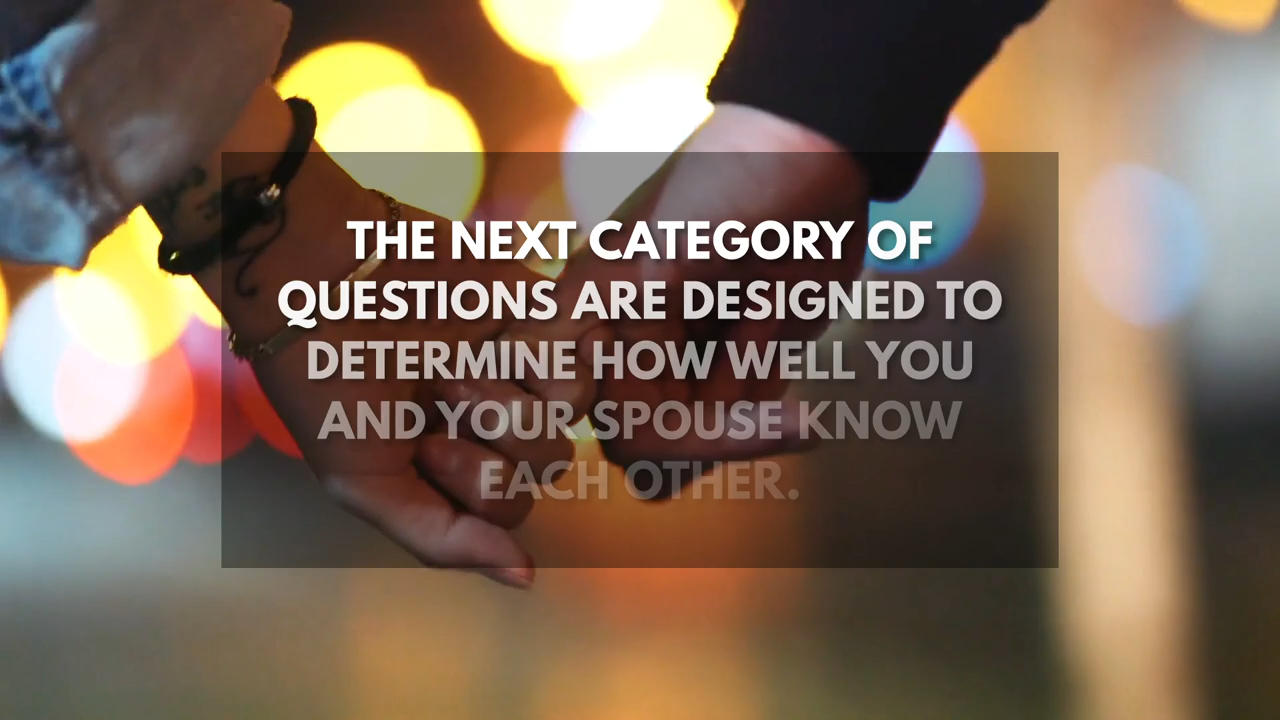 THE NEXT CATEGORY OF
QUESTIONS ARE DESIGNED TO
DETERMINE HOW WELL YOU
AND YOUR SPOUSE KNOW
EACH OTHER.